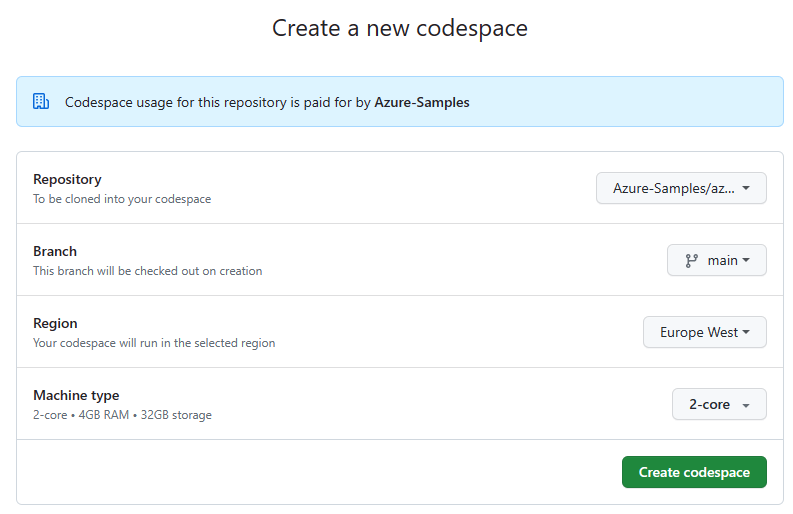 Create a new codespace
Codespace usage for this repository is paid for by Azure-Samples
Repository
To be cloned into your codespace
Azure-Samples/az...
Branch
This branch will be checked out on creation
main
Region
Your codespace will run in the selected region
Europe West
Machine type
2-core • 4GB RAM • 32GB storage
2-core
Create codespace